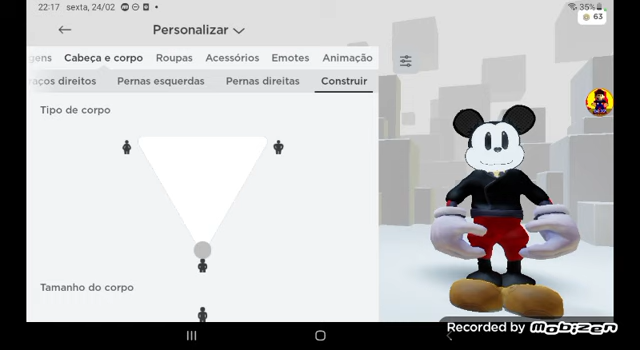 22:17 sexta, 24/02
35%
Personalizar
63
gens Cabeça e corpo Roupas Acessórios Emotes Animação
raços direitos Pernas esquerdas Pernas direitas Construir
Tipo de corpo
Tamanho do corpo
Recorded by Mobizen